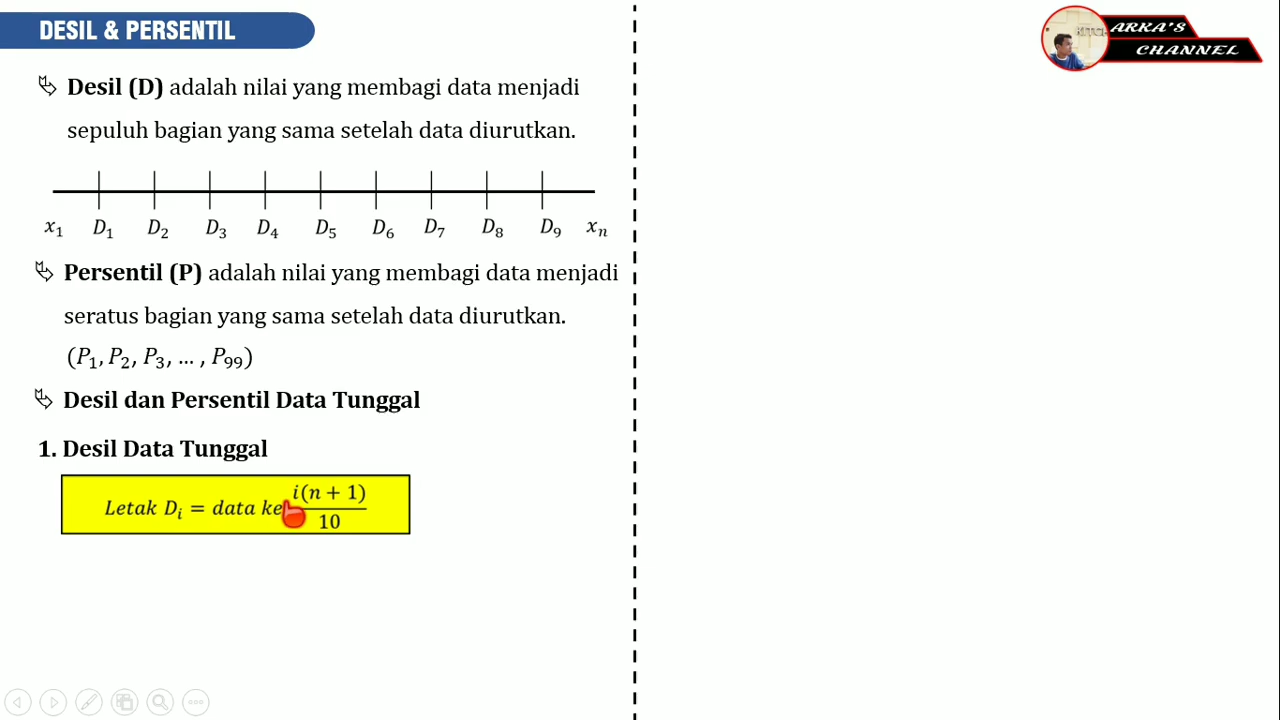 DESIL & PERSENTIL
ARKA'S
CHANNEL
Desil (D) adalah nilai yang membagi data menjadi
sepuluh bagian yang sama setelah data diurutkan.
x₁ D₁ D₂ D₃ D₄ D₅ D₆ D₇ D₈ D₉ xₙ
Persentil (P) adalah nilai yang membagi data menjadi
seratus bagian yang sama setelah data diurutkan.
(P₁, P₂, P₃, … , P₉₉)
Desil dan Persentil Data Tunggal
1. Desil Data Tunggal
Letak Dᵢ = data ke i(n + 1)/10